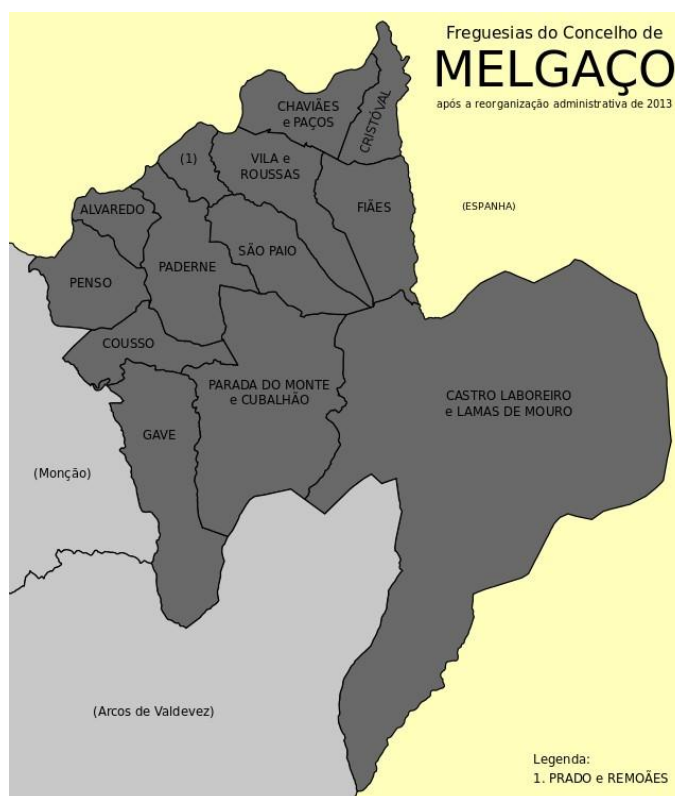 Freguesias do Concelho de
MELGAÇO
após a reorganização administrativa de 2013
CHAVIÃES
e PAÇOS
CRISTÓVAL
(1)
VILA e
ROUSSAS
FIÃES
(ESPANHA)
ALVAREDO
SÃO PAIO
PADERNE
PENSO
COUSSO
PARADA DO MONTE
e CUBALHÃO
CASTRO LABOREIRO
e LAMAS DE MOURO
GAVE
(Monção)
(Arcos de Valdevez)
Legenda:
1. PRADO e REMOÃES